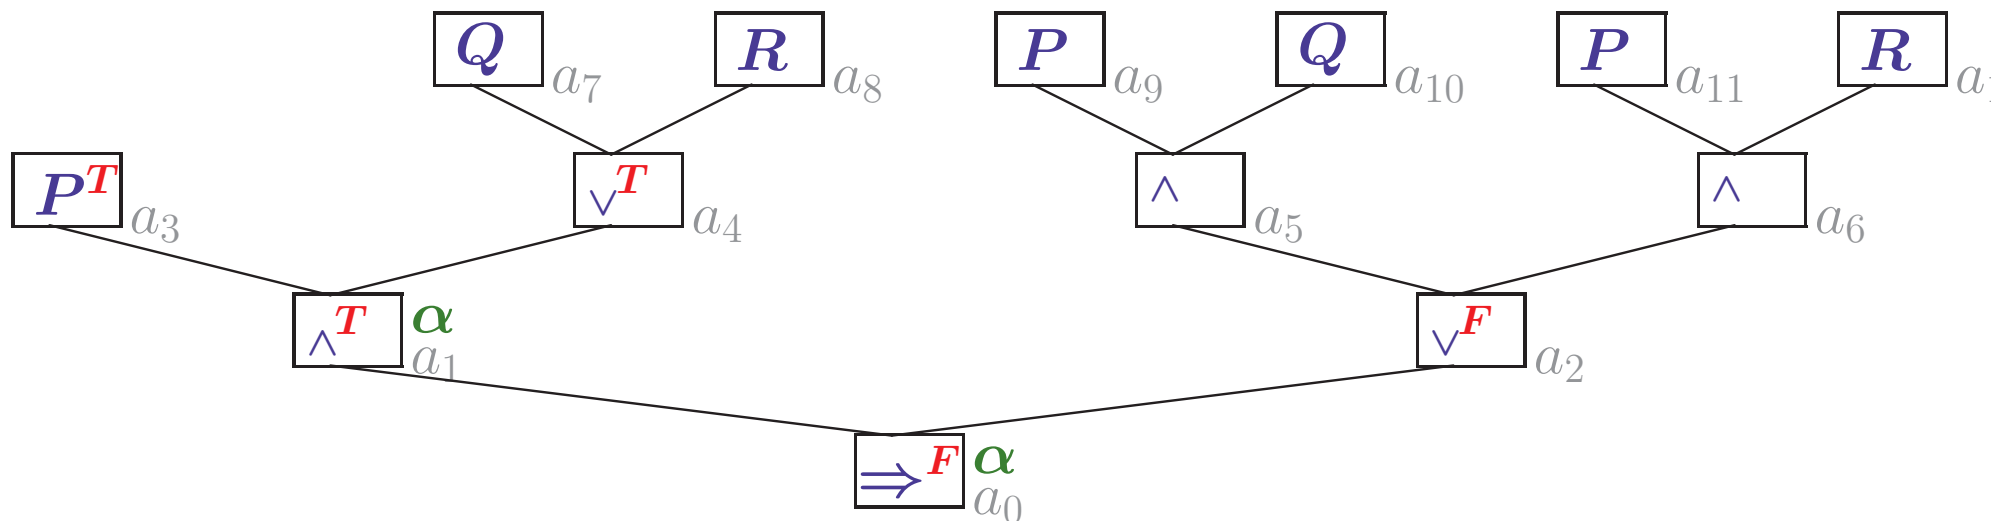 Q a7 R a8 P a9 Q a10 P a11 R
P^T a3 ∨^T a4 ∧ a5 ∧ a6
∧^T α a1 ∨^F a2
⇒^F α a0